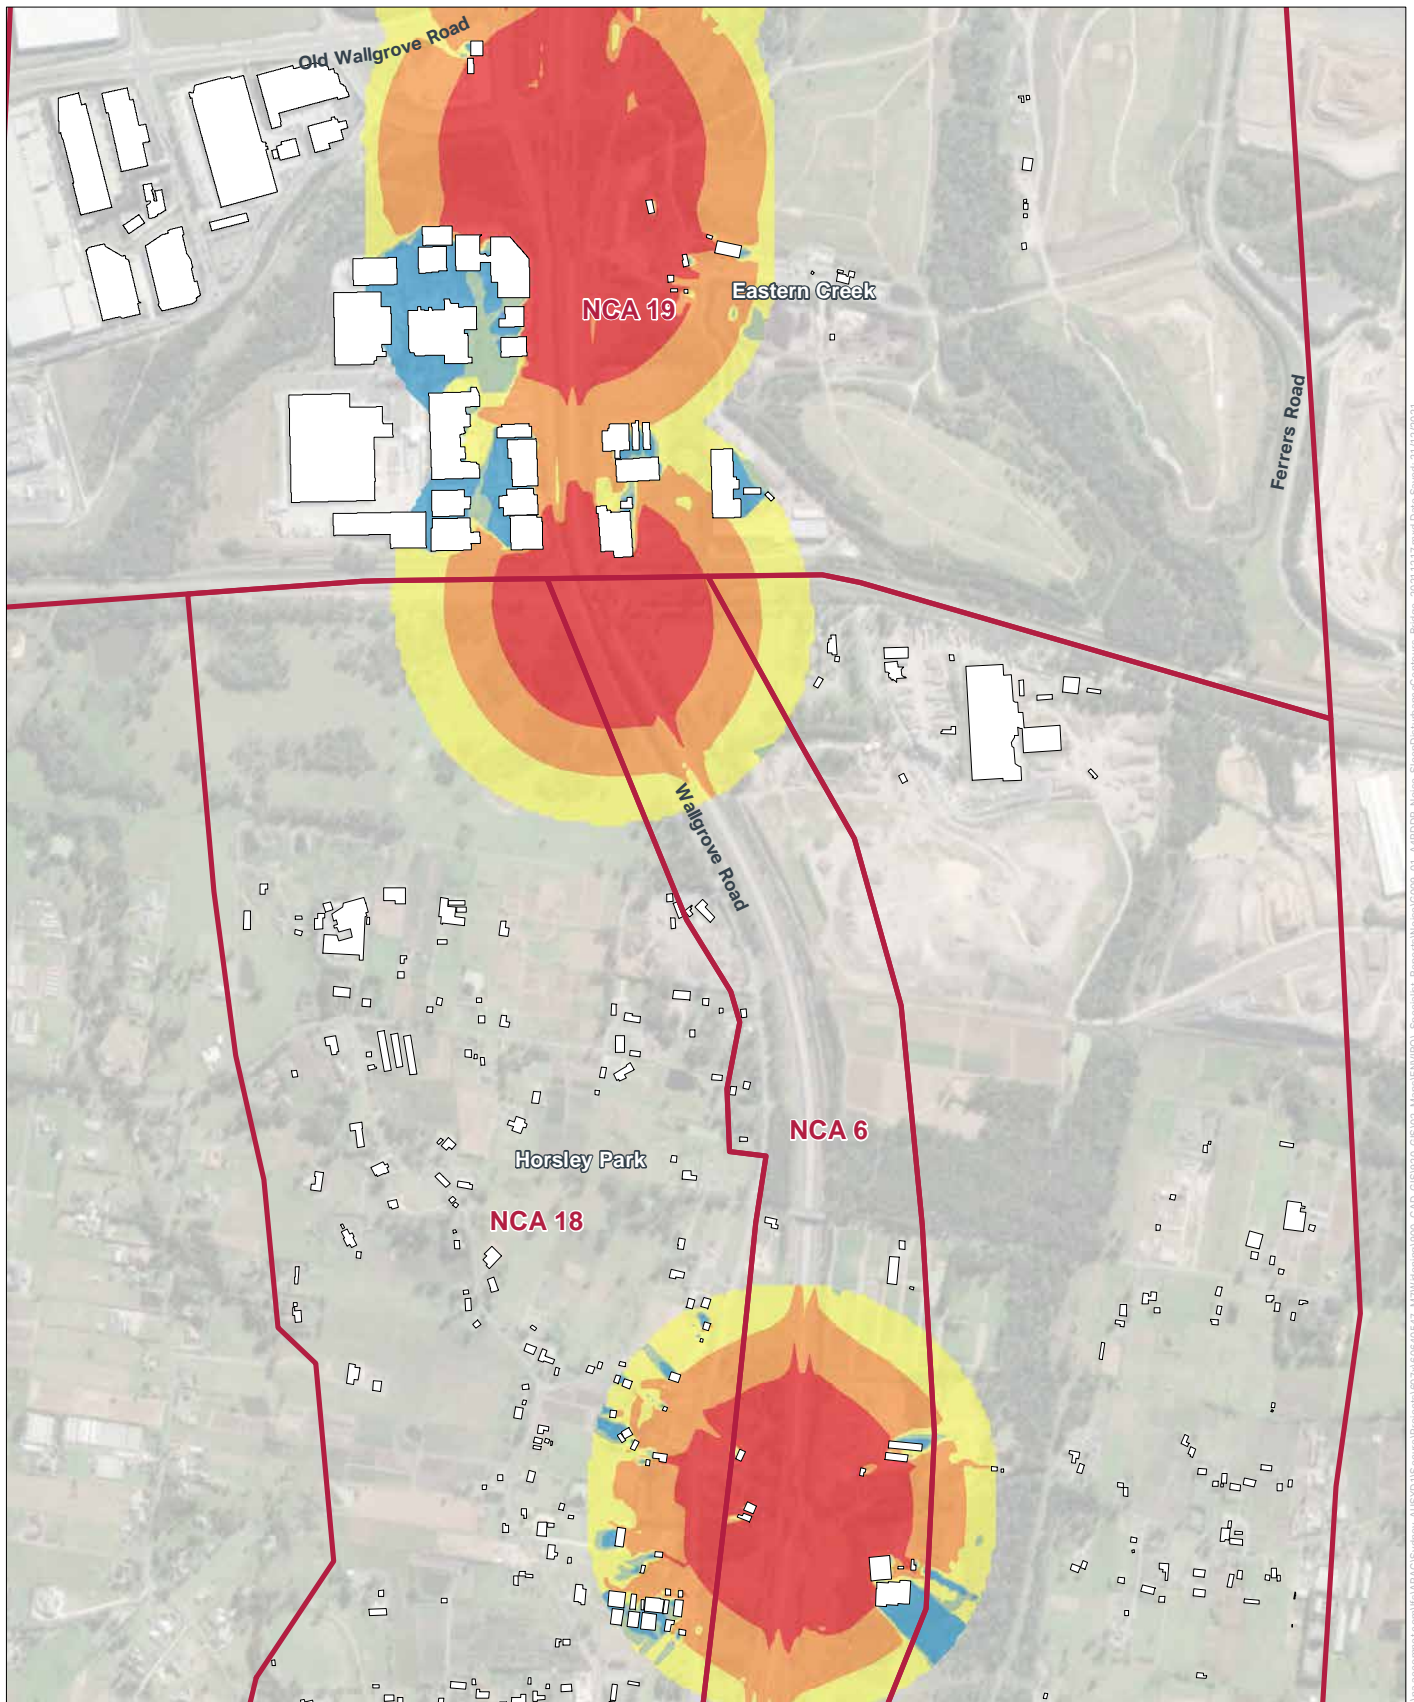 Old Wallgrove Road
NCA 19
Eastern Creek
Ferrers Road
Wallgrove Road
NCA 6
Horsley Park
NCA 18